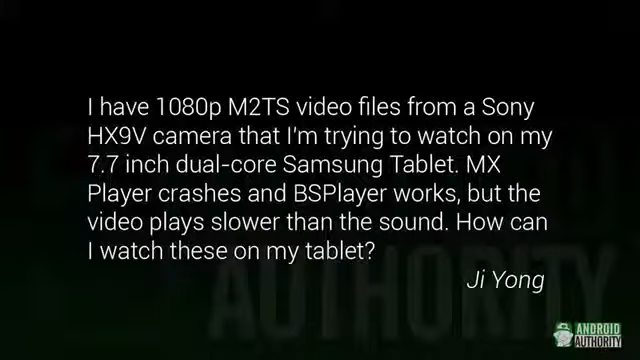 I have 1080p M2TS video files from a Sony
HX9V camera that I'm trying to watch on my
7.7 inch dual-core Samsung Tablet. MX
Player crashes and BSPlayer works, but the
video plays slower than the sound. How can
I watch these on my tablet?
Ji Yong
AUTHORITY
ANDROID
AUTHORITY